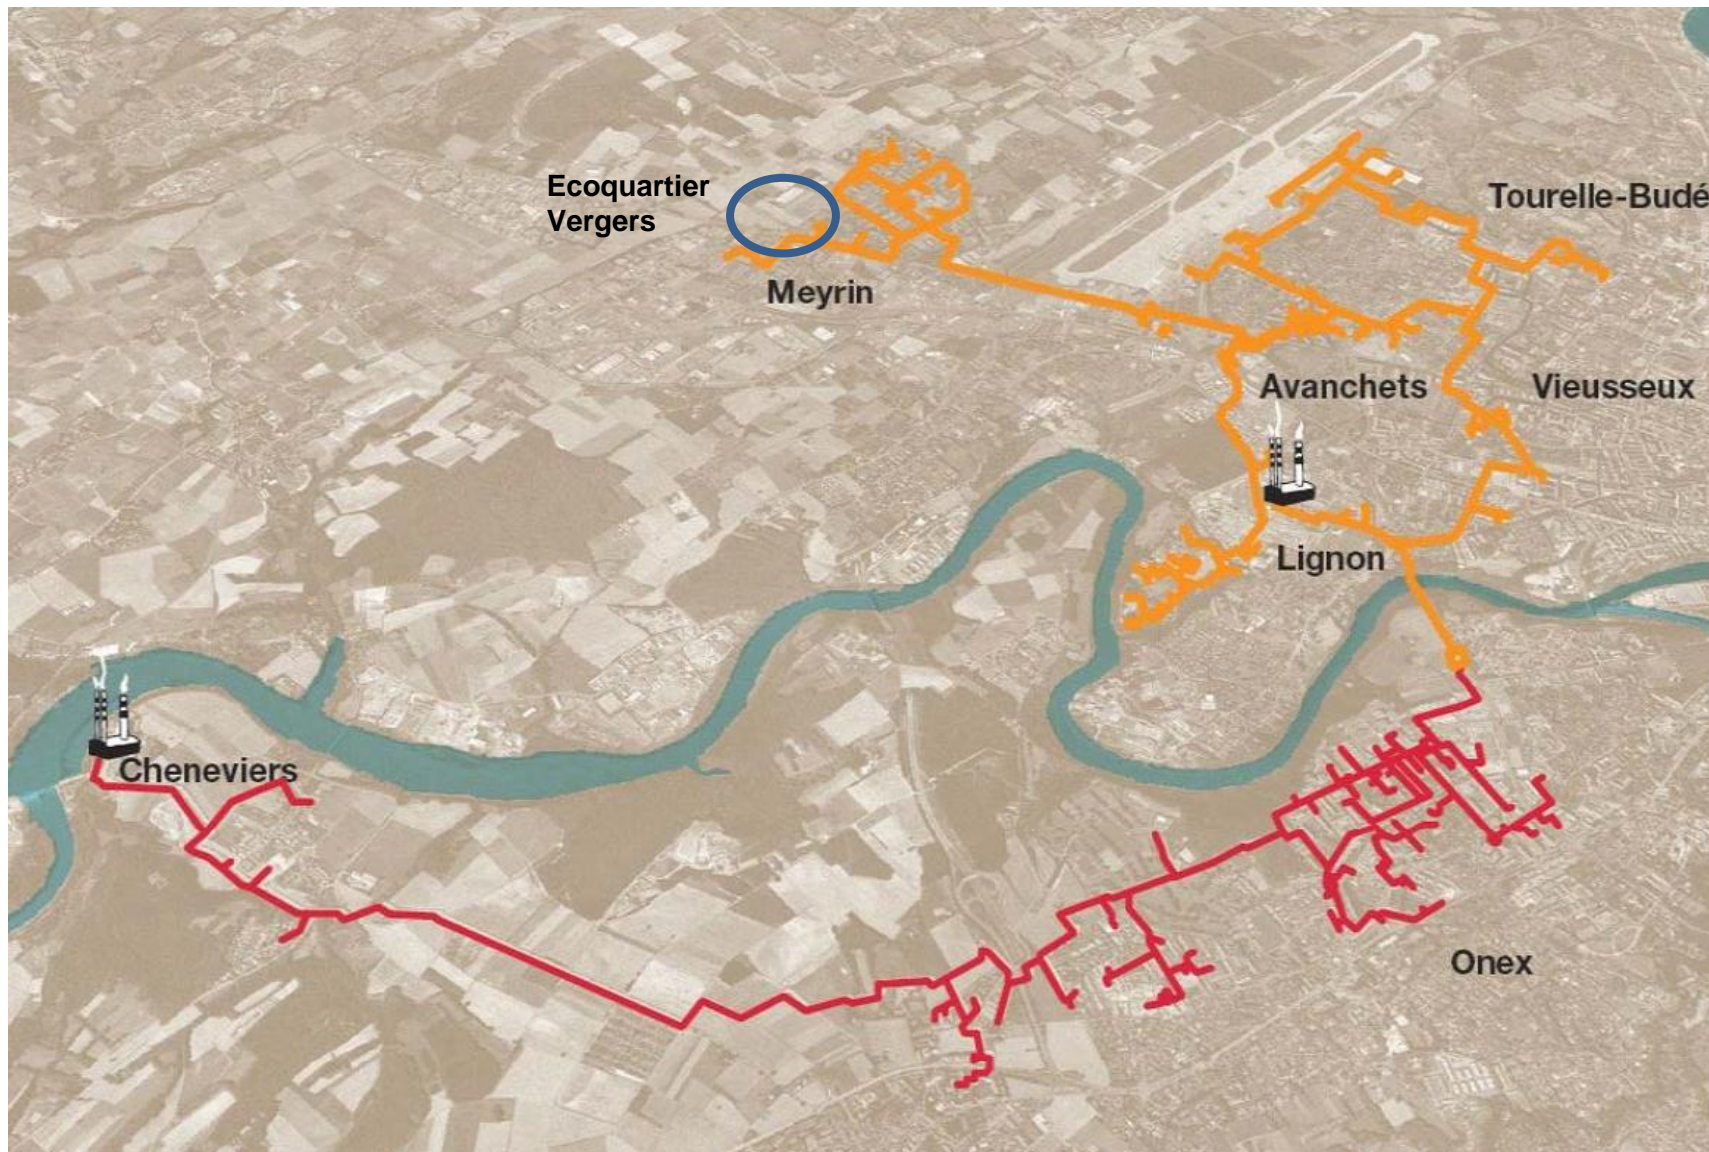 Ecoquartier
Vergers
Tourelle-Budé
Meyrin
Avanchets
Vieusseux
Lignon
Cheneviers
Onex